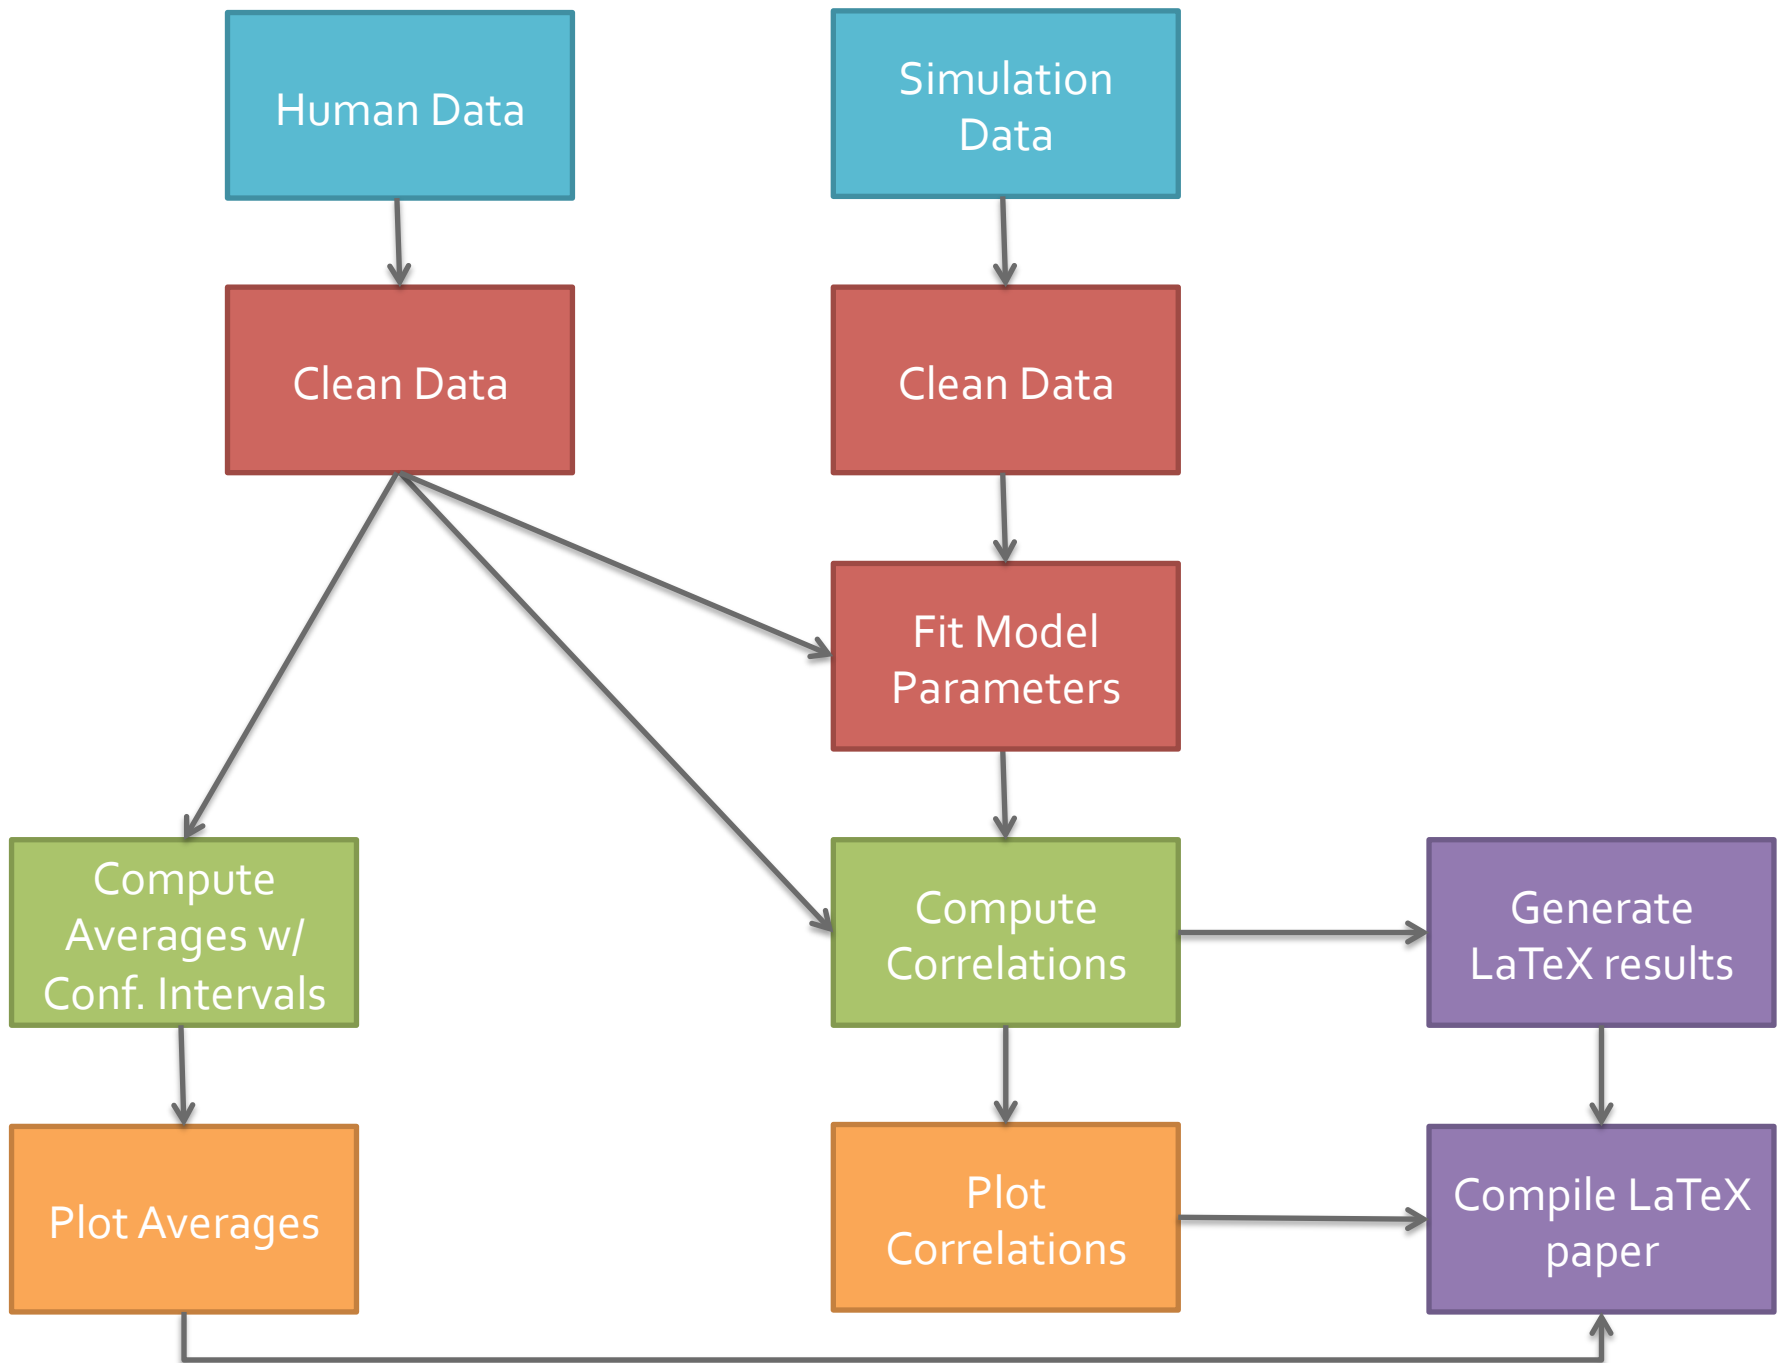 Human Data
Simulation
Data
Clean Data
Clean Data
Fit Model
Parameters
Compute
Averages w/
Conf. Intervals
Compute
Correlations
Generate
LaTeX results
Plot Averages
Plot
Correlations
Compile LaTeX
paper